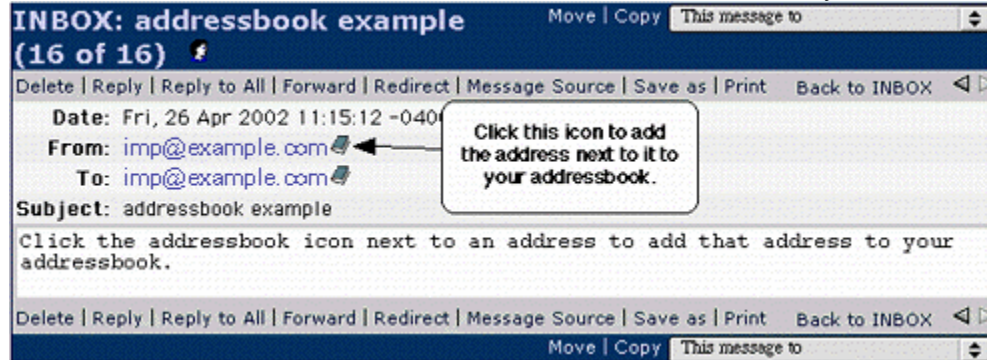 INBOX: addressbook example
(16 of 16)
Move | Copy This message to
Delete | Reply | Reply to All | Forward | Redirect | Message Source | Save as | Print Back to INBOX
Date: Fri, 26 Apr 2002 11:15:12 -040
From: imp@example.com
To: imp@example.com
Subject: addressbook example
Click this icon to add
the address next to it to
your addressbook.
Click the addressbook icon next to an address to add that address to your
addressbook.
Delete | Reply | Reply to All | Forward | Redirect | Message Source | Save as | Print Back to INBOX
Move | Copy This message to